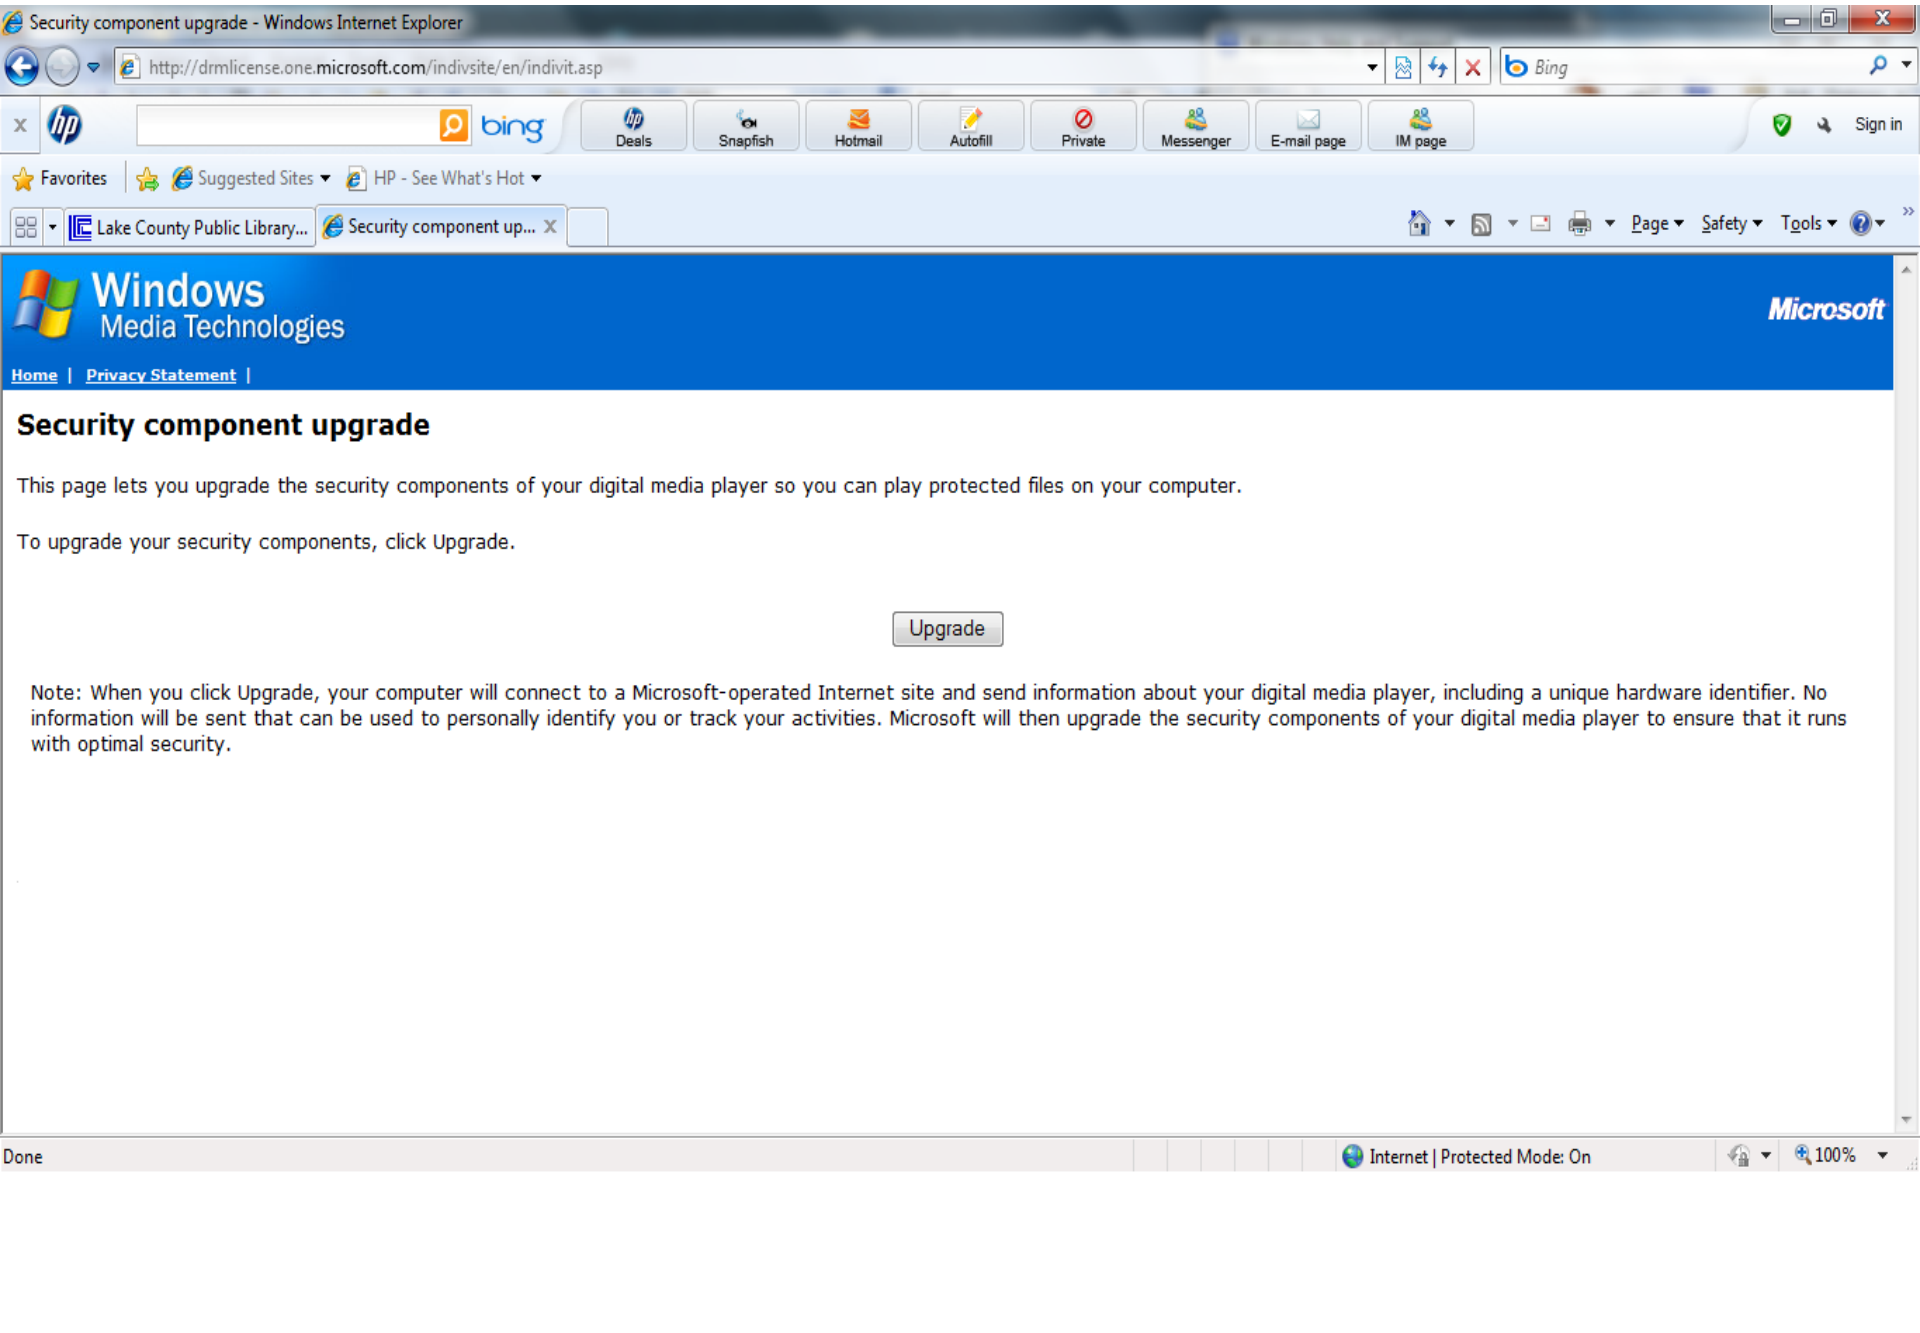 Security component upgrade - Windows Internet Explorer
http://drmlicense.one.microsoft.com/indivsite/en/indivit.asp
Bing
x hp bing
hp Deals Snapfish Hotmail Autofill Private Messenger E-mail page IM page Sign in
Favorites Suggested Sites HP - See What's Hot
Lake County Public Library... Security component up... x
Page Safety Tools
Windows
Media Technologies
Microsoft
Home | Privacy Statement |
Security component upgrade
This page lets you upgrade the security components of your digital media player so you can play protected files on your computer.
To upgrade your security components, click Upgrade.
Upgrade
Note: When you click Upgrade, your computer will connect to a Microsoft-operated Internet site and send information about your digital media player, including a unique hardware identifier. No
information will be sent that can be used to personally identify you or track your activities. Microsoft will then upgrade the security components of your digital media player to ensure that it runs
with optimal security.
Done Internet | Protected Mode: On 100%